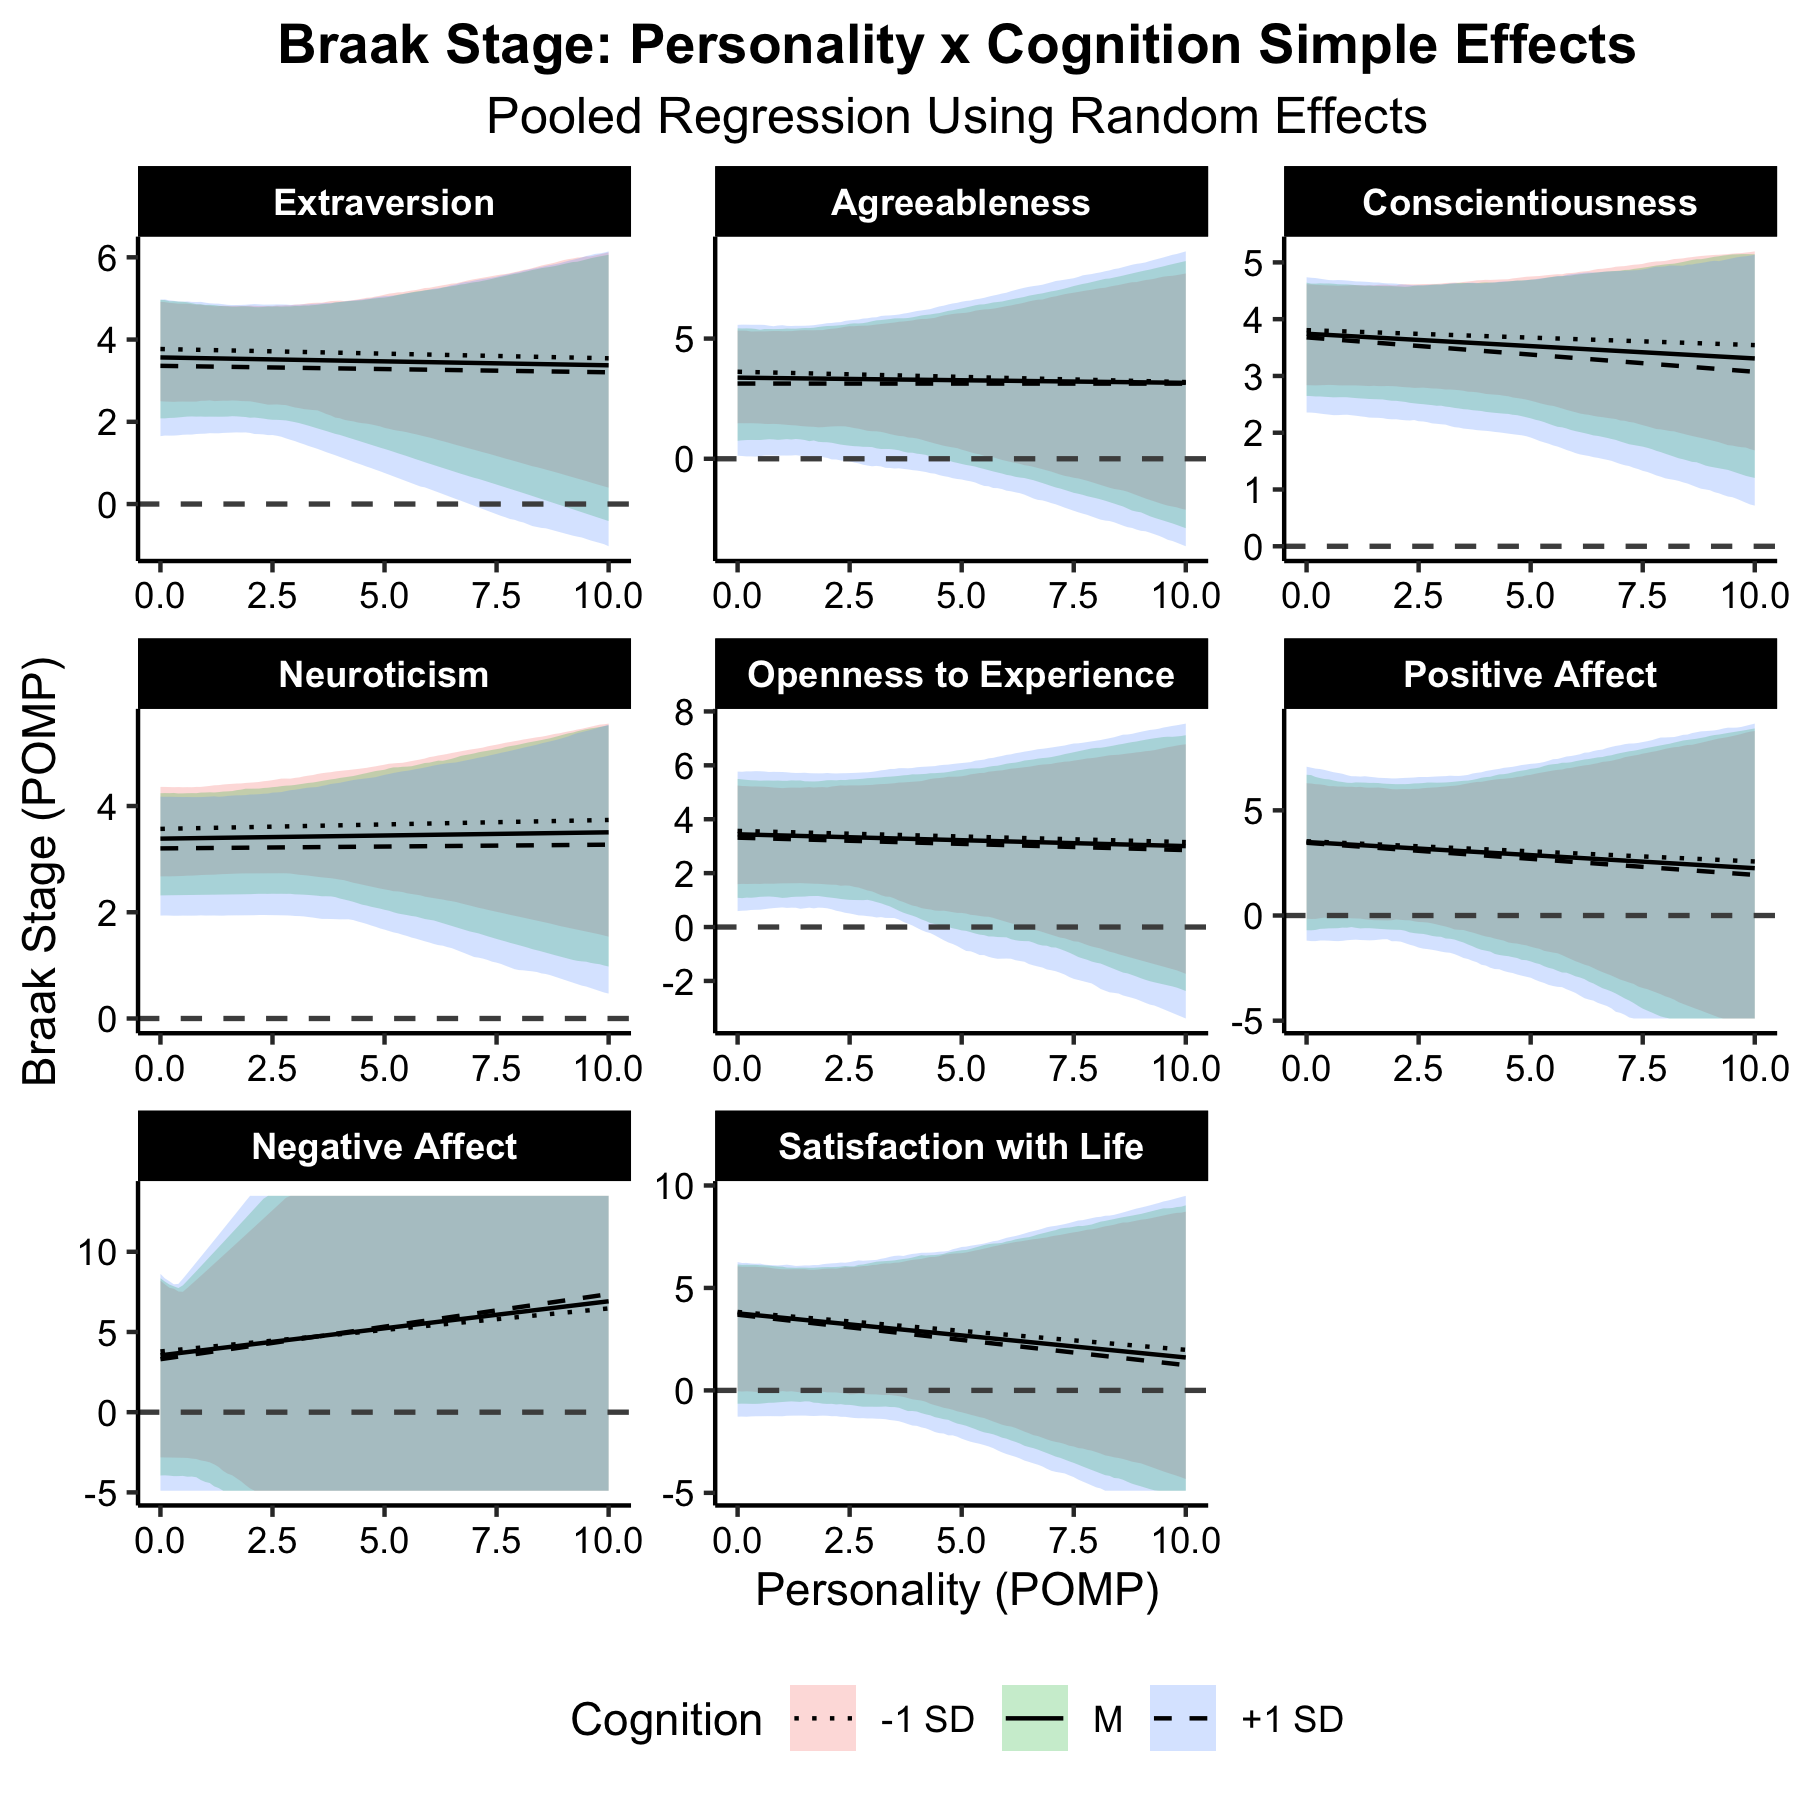 Braak Stage: Personality x Cognition Simple Effects
Pooled Regression Using Random Effects
Extraversion
6
4
2
0
0.0 2.5 5.0 7.5 10.0
Agreeableness
5
0
0.0 2.5 5.0 7.5 10.0
Conscientiousness
5
4
3
2
1
0
0.0 2.5 5.0 7.5 10.0
Braak Stage (POMP)
Neuroticism
4
2
0
0.0 2.5 5.0 7.5 10.0
Openness to Experience
8
6
4
2
0
-2
0.0 2.5 5.0 7.5 10.0
Positive Affect
5
0
-5
0.0 2.5 5.0 7.5 10.0
Negative Affect
10
5
0
-5
0.0 2.5 5.0 7.5 10.0
Satisfaction with Life
10
5
0
-5
0.0 2.5 5.0 7.5 10.0
Personality (POMP)
Cognition -1 SD M +1 SD